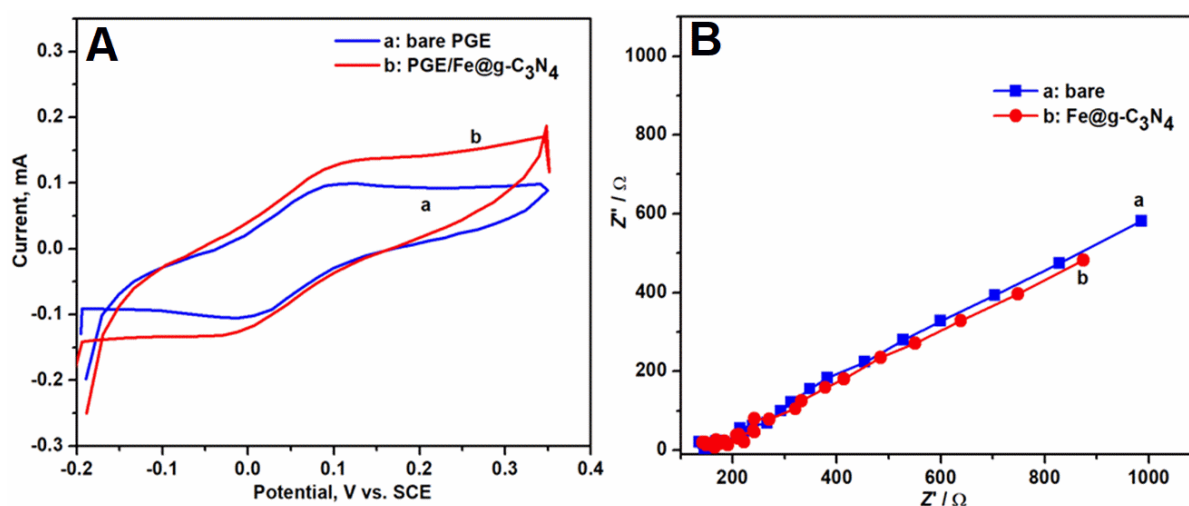 A
a: bare PGE
b: PGE/Fe@g-C3N4
b
a
Current, mA
0.3
0.2
0.1
0.0
-0.1
-0.2
-0.3
-0.2 -0.1 0.0 0.1 0.2 0.3 0.4
Potential, V vs. SCE
B
a: bare
b: Fe@g-C3N4
a
b
Z'' / Ω
1000
800
600
400
200
0
200 400 600 800 1000
Z' / Ω